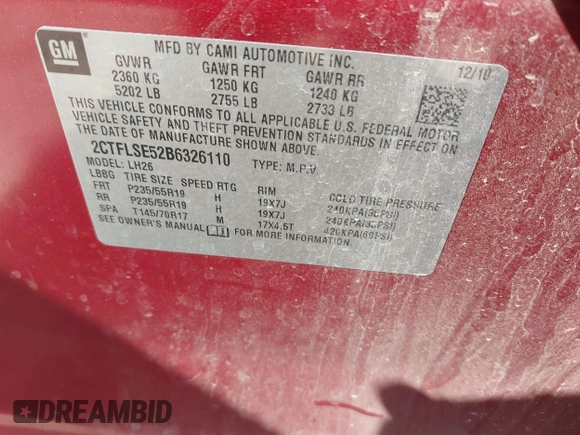 GM
MFD BY CAMI AUTOMOTIVE INC.
GVWR GAWR FRT GAWR RR 12/10
2360 KG 1250 KG 1240 KG
5202 LB 2755 LB 2733 LB
THIS VEHICLE CONFORMS TO ALL APPLICABLE U.S. FEDERAL MOTOR
VEHICLE SAFETY AND THEFT PREVENTION STANDARDS IN EFFECT ON
THE DATE OF MANUFACTURE SHOWN ABOVE.
2CTFLSE52B6326110 TYPE: M.P.V.
MODEL: LH26
LBBG TIRE SIZE SPEED RTG RIM COLD TIRE PRESSURE
FRT P235/55R19 H 19X7J 240KPA(35PSI)
RR P235/55R19 H 19X7J 240KPA(35PSI)
SPA T145/70R17 M 17X4.5T 420KPA(60PSI)
SEE OWNER'S MANUAL FOR MORE INFORMATION.
DREAMBID